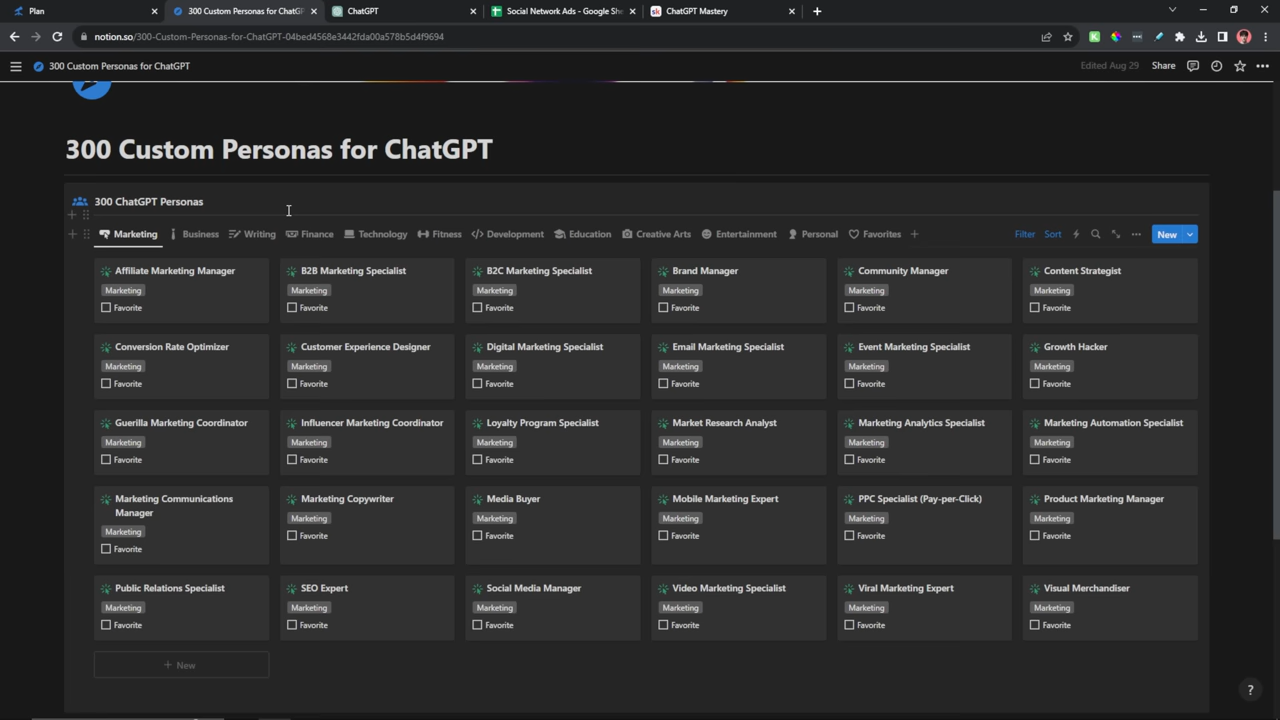 Plan
300 Custom Personas for ChatGP
ChatGPT
Social Network Ads - Google She
ChatGPT Mastery
notion.so/300-Custom-Personas-for-ChatGPT-04bed4568e3442fda00a578b5d4f9694
300 Custom Personas for ChatGPT
Edited Aug 29
Share
300 Custom Personas for ChatGPT
300 ChatGPT Personas
Marketing Business Writing Finance Technology Fitness Development Education Creative Arts Entertainment Personal Favorites
Filter Sort New
Affiliate Marketing Manager
Marketing
Favorite
B2B Marketing Specialist
Marketing
Favorite
B2C Marketing Specialist
Marketing
Favorite
Brand Manager
Marketing
Favorite
Community Manager
Marketing
Favorite
Content Strategist
Marketing
Favorite
Conversion Rate Optimizer
Marketing
Favorite
Customer Experience Designer
Marketing
Favorite
Digital Marketing Specialist
Marketing
Favorite
Email Marketing Specialist
Marketing
Favorite
Event Marketing Specialist
Marketing
Favorite
Growth Hacker
Marketing
Favorite
Guerilla Marketing Coordinator
Marketing
Favorite
Influencer Marketing Coordinator
Marketing
Favorite
Loyalty Program Specialist
Marketing
Favorite
Market Research Analyst
Marketing
Favorite
Marketing Analytics Specialist
Marketing
Favorite
Marketing Automation Specialist
Marketing
Favorite
Marketing Communications
Manager
Marketing
Favorite
Marketing Copywriter
Marketing
Favorite
Media Buyer
Marketing
Favorite
Mobile Marketing Expert
Marketing
Favorite
PPC Specialist (Pay-per-Click)
Marketing
Favorite
Product Marketing Manager
Marketing
Favorite
Public Relations Specialist
Marketing
Favorite
SEO Expert
Marketing
Favorite
Social Media Manager
Marketing
Favorite
Video Marketing Specialist
Marketing
Favorite
Viral Marketing Expert
Marketing
Favorite
Visual Merchandiser
Marketing
Favorite
+ New
?